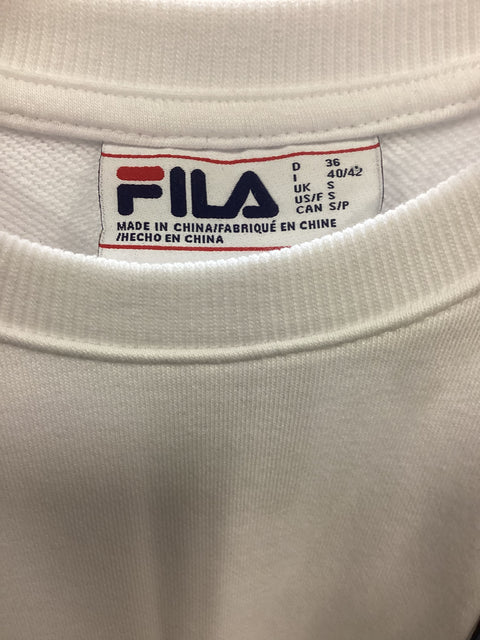 FILA
D 36
I 40/42
UK S
US/F S
CAN S/P
MADE IN CHINA/FABRIQUÉ EN CHINE
/HECHO EN CHINA